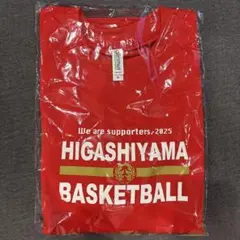 We are supporters. 2025
HIGASHIYAMA
BASKETBALL